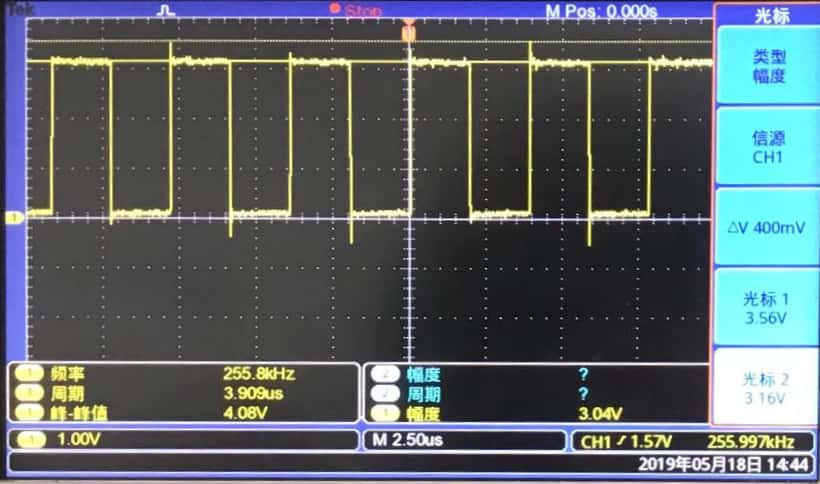 Tek Stop M Pos: 0.000s
光标
类型
幅度
信源
CH1
△V 400mV
光标 1
3.56V
光标 2
3.16V
1 频率 255.8kHz
1 周期 3.909us
1 峰-峰值 4.08V
2 幅度 ?
2 周期 ?
1 幅度 3.04V
1 1.00V M 2.50us CH1 1.57V 255.997kHz
2019年05月18日 14:44
1